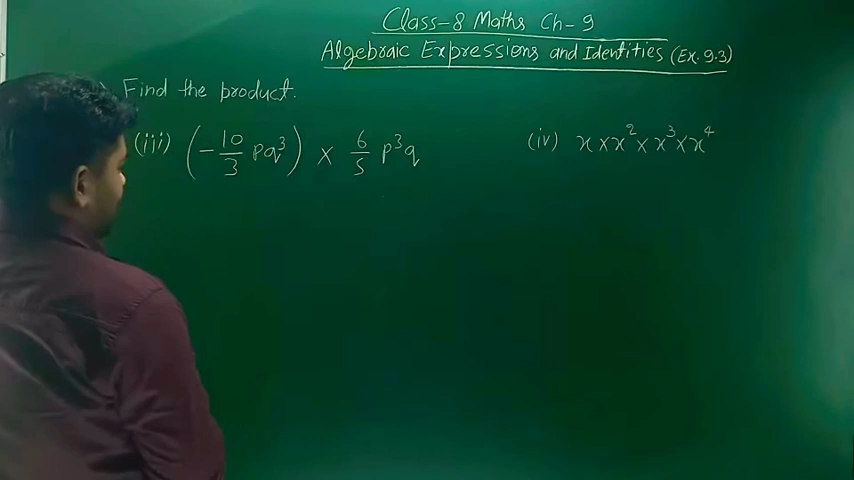 Class-8 Maths Ch-9
Algebraic Expressions and Identities (Ex. 9.3)
) Find the product.
(iii) (-10/3 pq³) × 6/5 p³q
(iv) x × x² × x³ × x⁴